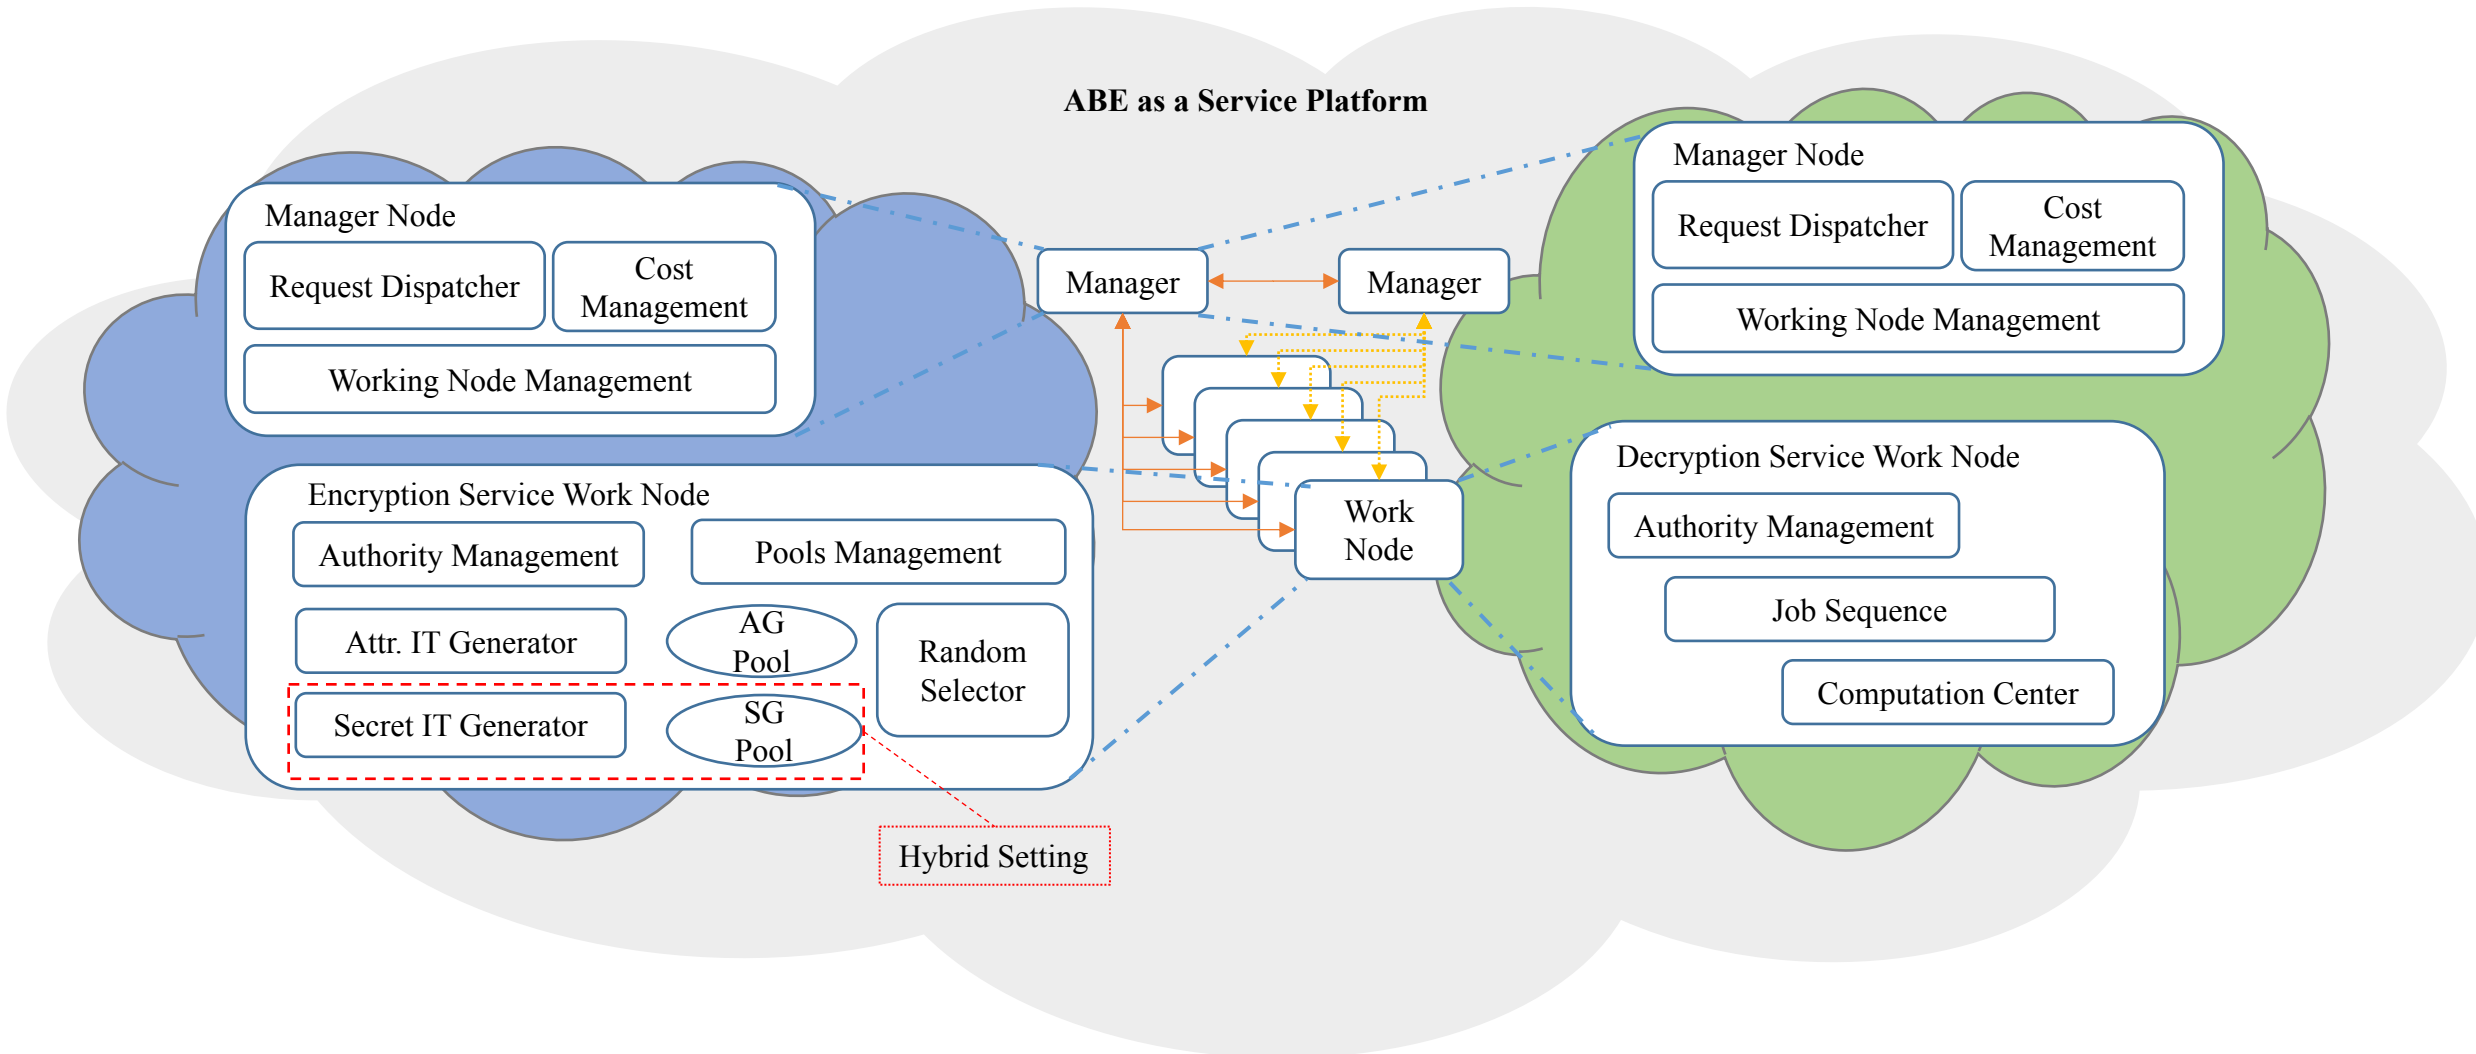 ABE as a Service Platform
Manager Node
Request Dispatcher
Cost
Management
Working Node Management
Encryption Service Work Node
Authority Management
Pools Management
Attr. IT Generator
AG
Pool
Random
Selector
Secret IT Generator
SG
Pool
Hybrid Setting
Manager
Manager
Work
Node
Manager Node
Request Dispatcher
Cost
Management
Working Node Management
Decryption Service Work Node
Authority Management
Job Sequence
Computation Center